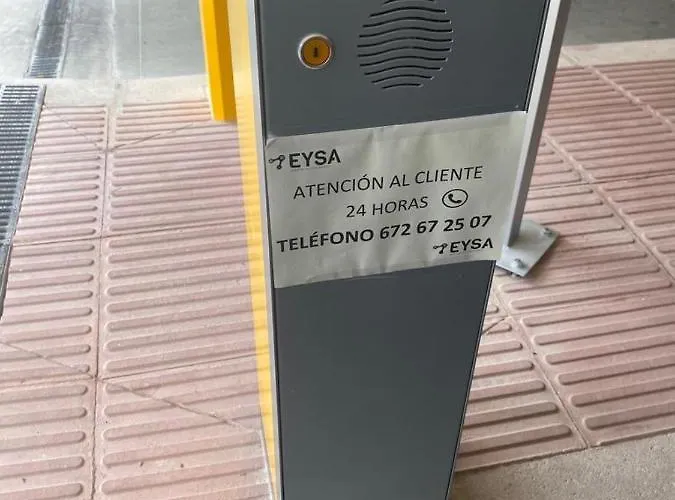 EYSA
ATENCIÓN AL CLIENTE
24 HORAS
TELÉFONO 672 67 25 07
EYSA